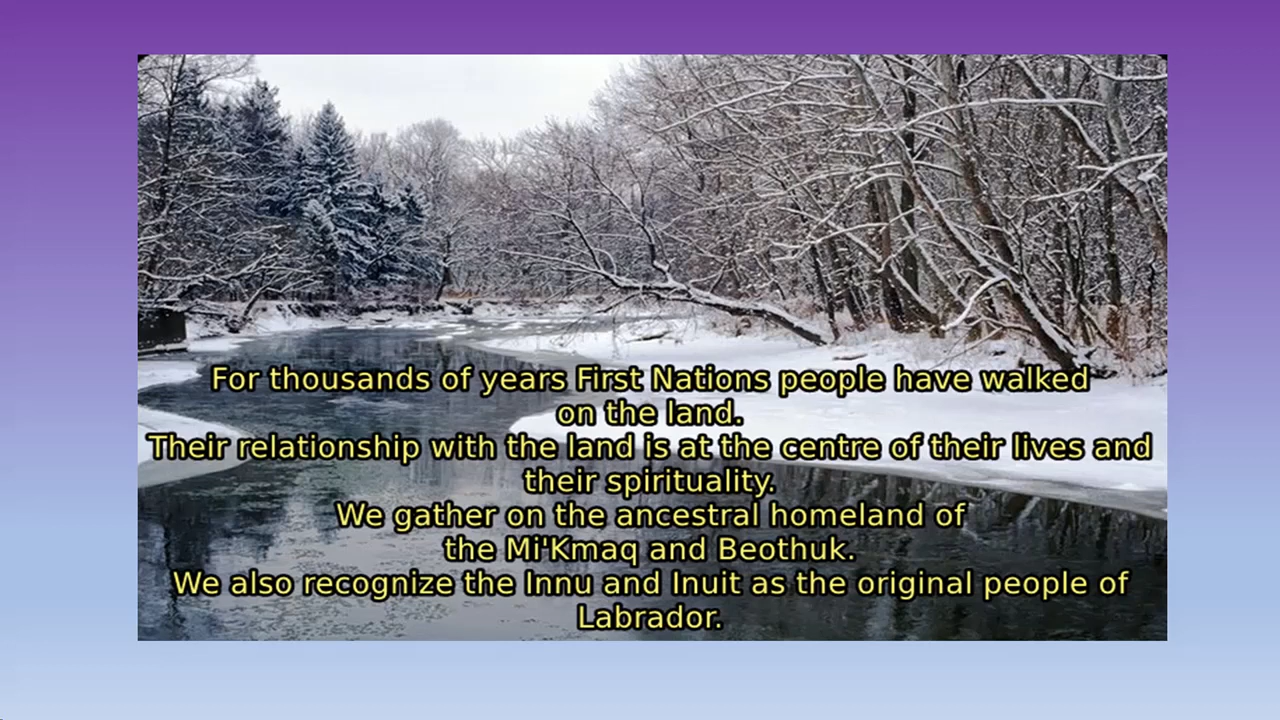 For thousands of years First Nations people have walked
on the land.
Their relationship with the land is at the centre of their lives and
their spirituality.
We gather on the ancestral homeland of
the Mi'Kmaq and Beothuk.
We also recognize the Innu and Inuit as the original people of
Labrador.